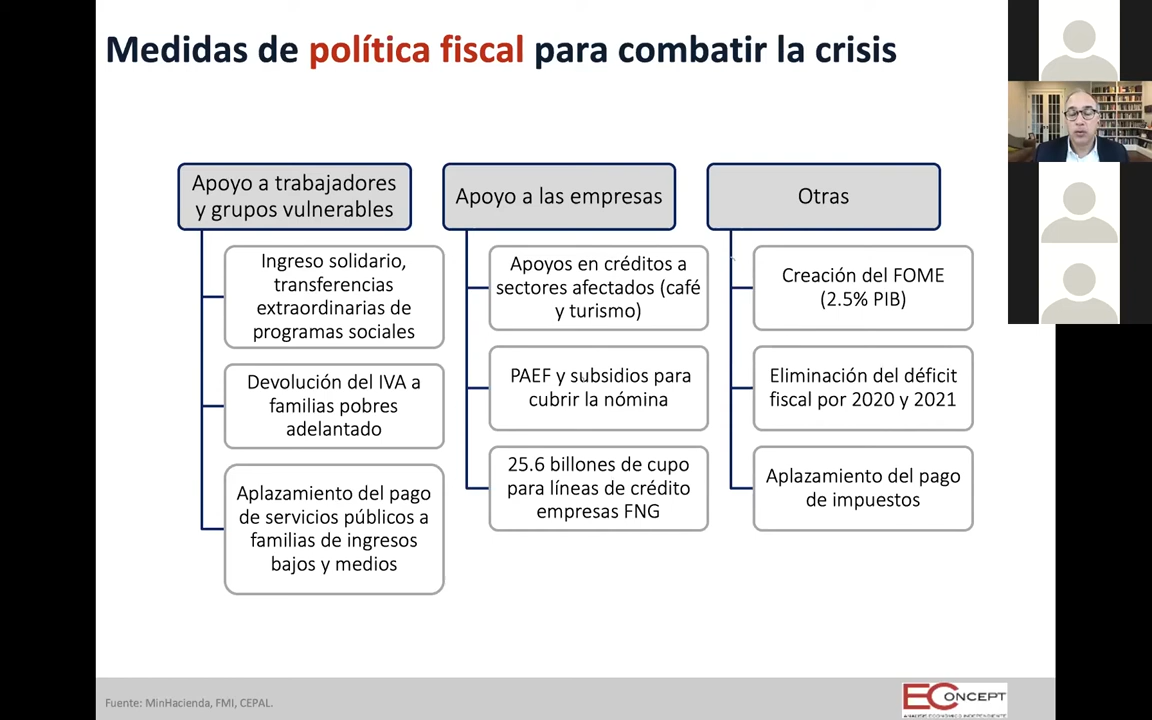 Medidas de política fiscal para combatir la crisis
Apoyo a trabajadores
y grupos vulnerables
Ingreso solidario,
transferencias
extraordinarias de
programas sociales
Devolución del IVA a
familias pobres
adelantado
Aplazamiento del pago
de servicios públicos a
familias de ingresos
bajos y medios
Apoyo a las empresas
Apoyos en créditos a
sectores afectados (café
y turismo)
PAEF y subsidios para
cubrir la nómina
25.6 billones de cupo
para líneas de crédito
empresas FNG
Otras
Creación del FOME
(2.5% PIB)
Eliminación del déficit
fiscal por 2020 y 2021
Aplazamiento del pago
de impuestos
Fuente: MinHacienda, FMI, CEPAL.
ECONCEPT
ANÁLISIS ECONÓMICO INDEPENDIENTE